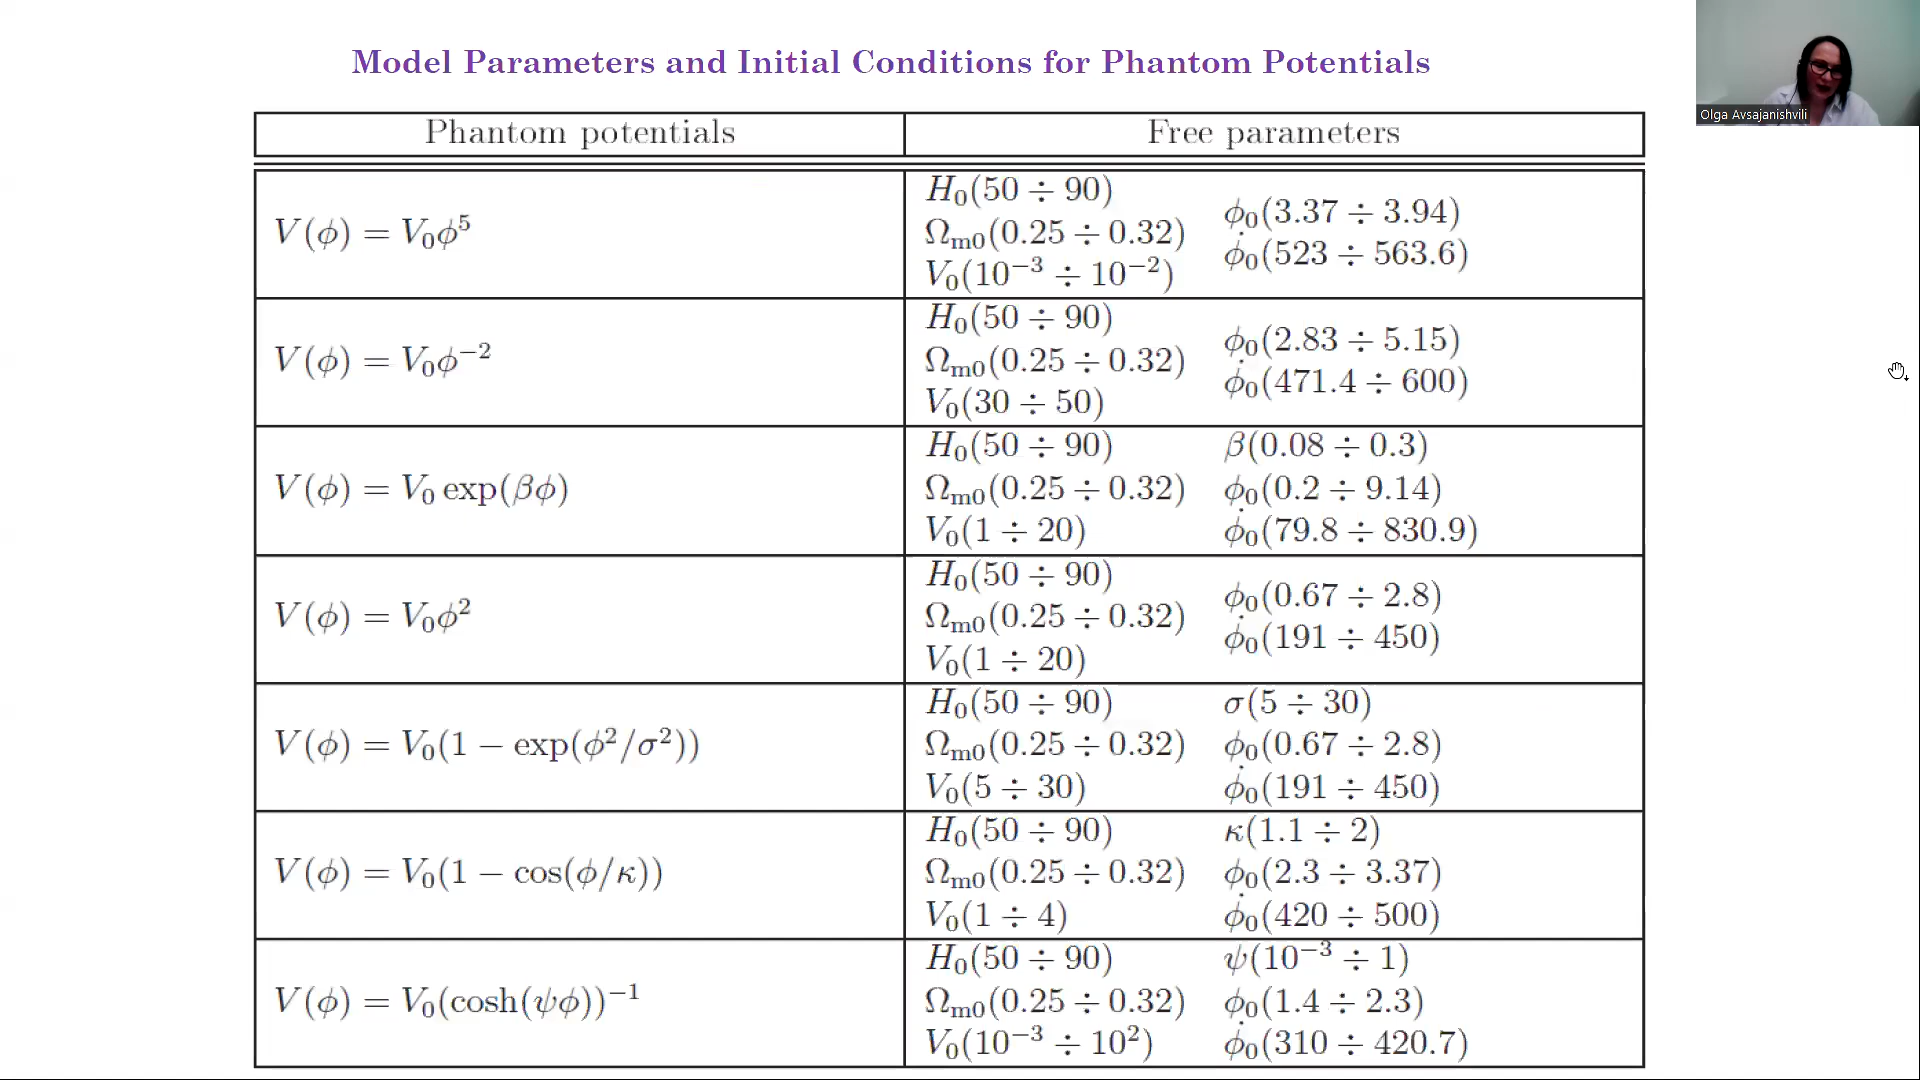 Model Parameters and Initial Conditions for Phantom Potentials
Olga Avsajanishvili
Phantom potentials Free parameters
V(ϕ) = V₀ϕ⁵
H₀(50 ÷ 90)
Ωₘ₀(0.25 ÷ 0.32)
V₀(10⁻³ ÷ 10⁻²)
ϕ₀(3.37 ÷ 3.94)
ϕ̇₀(523 ÷ 563.6)
V(ϕ) = V₀ϕ⁻²
H₀(50 ÷ 90)
Ωₘ₀(0.25 ÷ 0.32)
V₀(30 ÷ 50)
ϕ₀(2.83 ÷ 5.15)
ϕ̇₀(471.4 ÷ 600)
V(ϕ) = V₀ exp(βϕ)
H₀(50 ÷ 90)
Ωₘ₀(0.25 ÷ 0.32)
V₀(1 ÷ 20)
β(0.08 ÷ 0.3)
ϕ₀(0.2 ÷ 9.14)
ϕ̇₀(79.8 ÷ 830.9)
V(ϕ) = V₀ϕ²
H₀(50 ÷ 90)
Ωₘ₀(0.25 ÷ 0.32)
V₀(1 ÷ 20)
ϕ₀(0.67 ÷ 2.8)
ϕ̇₀(191 ÷ 450)
V(ϕ) = V₀(1 − exp(ϕ²/σ²))
H₀(50 ÷ 90)
Ωₘ₀(0.25 ÷ 0.32)
V₀(5 ÷ 30)
σ(5 ÷ 30)
ϕ₀(0.67 ÷ 2.8)
ϕ̇₀(191 ÷ 450)
V(ϕ) = V₀(1 − cos(ϕ/κ))
H₀(50 ÷ 90)
Ωₘ₀(0.25 ÷ 0.32)
V₀(1 ÷ 4)
κ(1.1 ÷ 2)
ϕ₀(2.3 ÷ 3.37)
ϕ̇₀(420 ÷ 500)
V(ϕ) = V₀(cosh(ψϕ))⁻¹
H₀(50 ÷ 90)
Ωₘ₀(0.25 ÷ 0.32)
V₀(10⁻³ ÷ 10²)
ψ(10⁻³ ÷ 1)
ϕ₀(1.4 ÷ 2.3)
ϕ̇₀(310 ÷ 420.7)